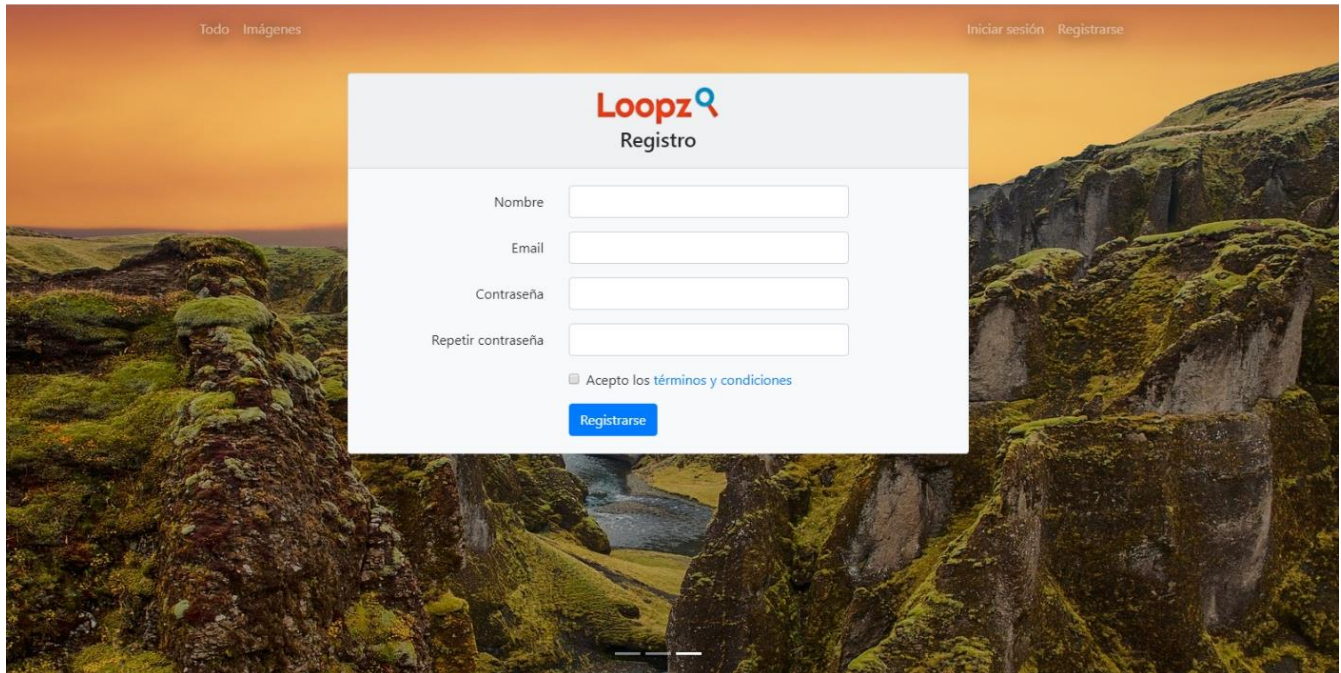 Todo Imágenes
Iniciar sesión Registrarse
Loopz
Registro
Nombre
Email
Contraseña
Repetir contraseña
Acepto los términos y condiciones
Registrarse